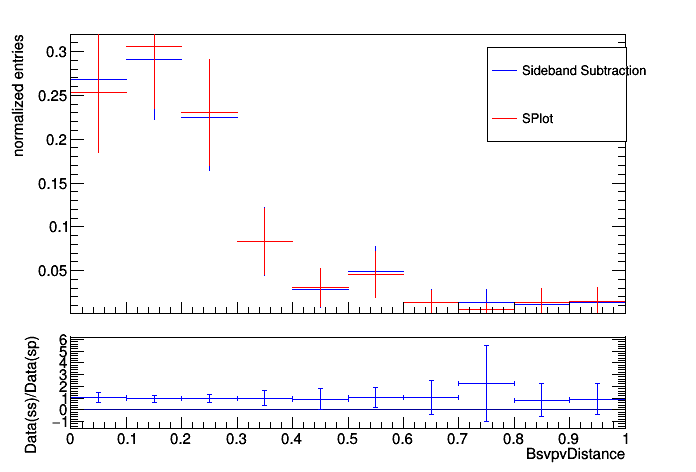 normalized entries
0.3
0.25
0.2
0.15
0.1
0.05
Sideband Subtraction
SPlot
Data(ss)/Data(sp)
6
5
4
3
2
1
0
−1
0 0.1 0.2 0.3 0.4 0.5 0.6 0.7 0.8 0.9 1
BsvpvDistance